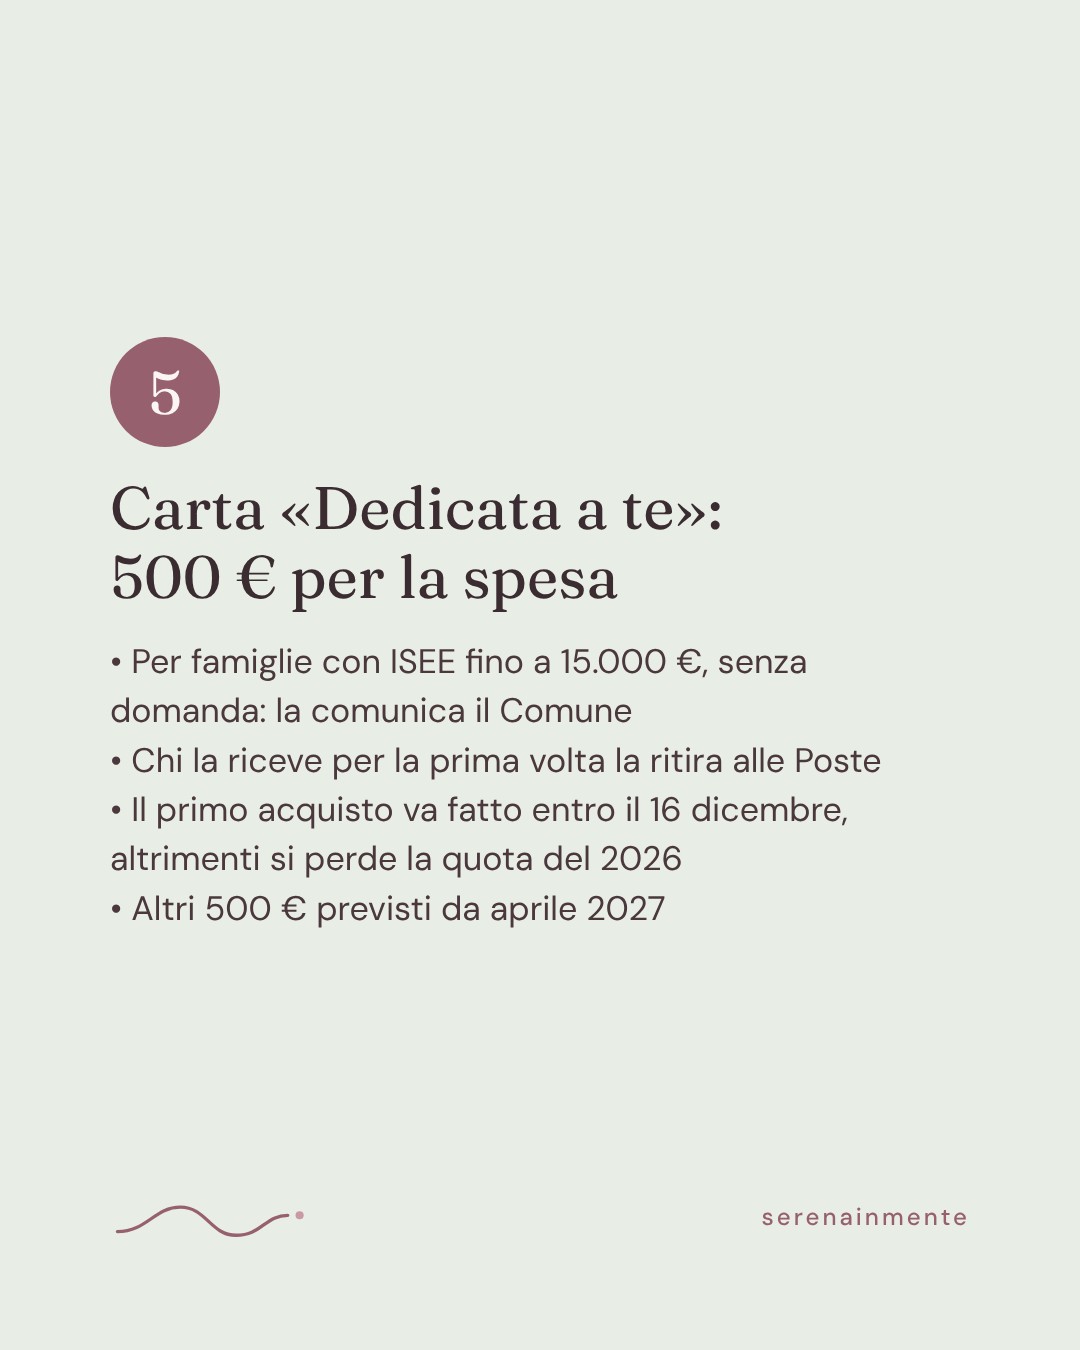 5
Carta «Dedicata a te»:
500 € per la spesa
• Per famiglie con ISEE fino a 15.000 €, senza
domanda: la comunica il Comune
• Chi la riceve per la prima volta la ritira alle Poste
• Il primo acquisto va fatto entro il 16 dicembre,
altrimenti si perde la quota del 2026
• Altri 500 € previsti da aprile 2027
serenainmente